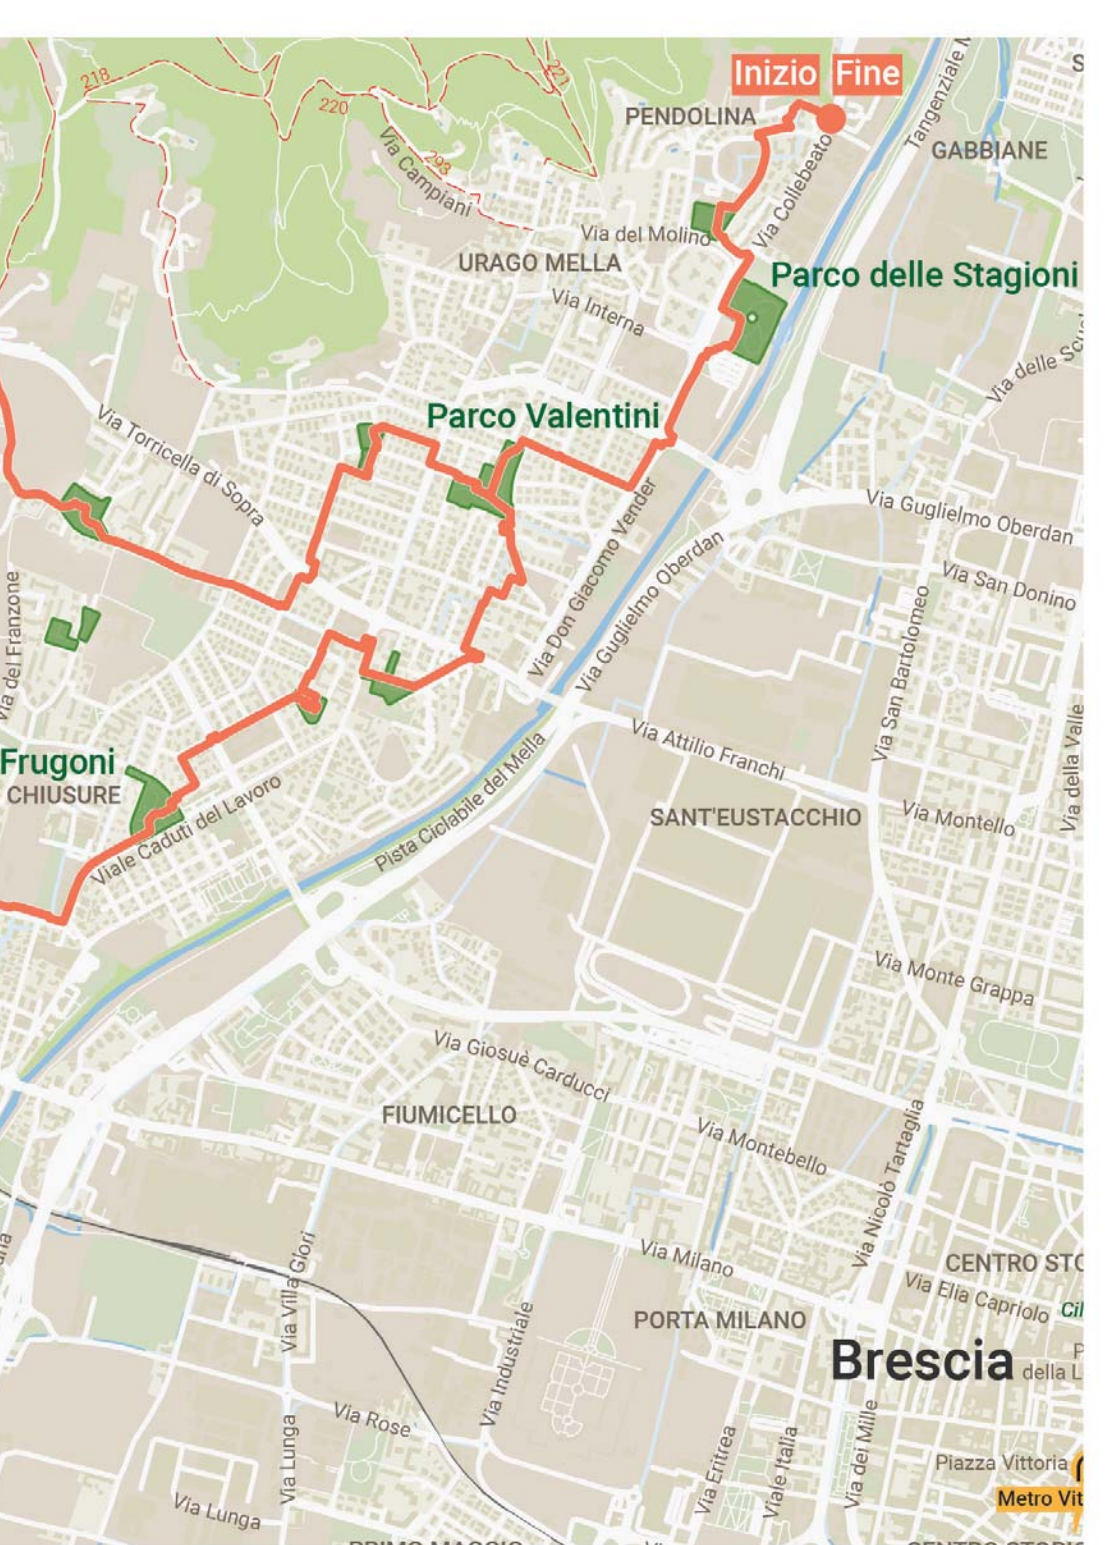 Inizio Fine
218
220
221
293
Via Campiani
PENDOLINA
Via Collebeato
GABBIANE
Via del Molino
URAGO MELLA
Parco delle Stagioni
Via Interna
Parco Valentini
Via Torricella di Sopra
Via Guglielmo Oberdan
Via San Donino
Via Don Giacomo Vender
Via Guglielmo Oberdan
Via San Bartolomeo
Via del Franzone
Via Attilio Franchi
Via della Valle
Frugoni
CHIUSURE
Viale Caduti del Lavoro
Pista Ciclabile del Mella
SANT'EUSTACCHIO
Via Montello
Via Monte Grappa
Via Giosuè Carducci
FIUMICELLO
Via Montebello
Via Nicolò Tartaglia
Via Villa Glori
Via Milano
CENTRO STO
Via Elia Capriolo
PORTA MILANO
Brescia
della L
Via Industriale
Via Rose
Via Lunga
Via Lunga
Via Eritrea
Viale Italia
Via dei Mille
Piazza Vittoria
Metro Vit